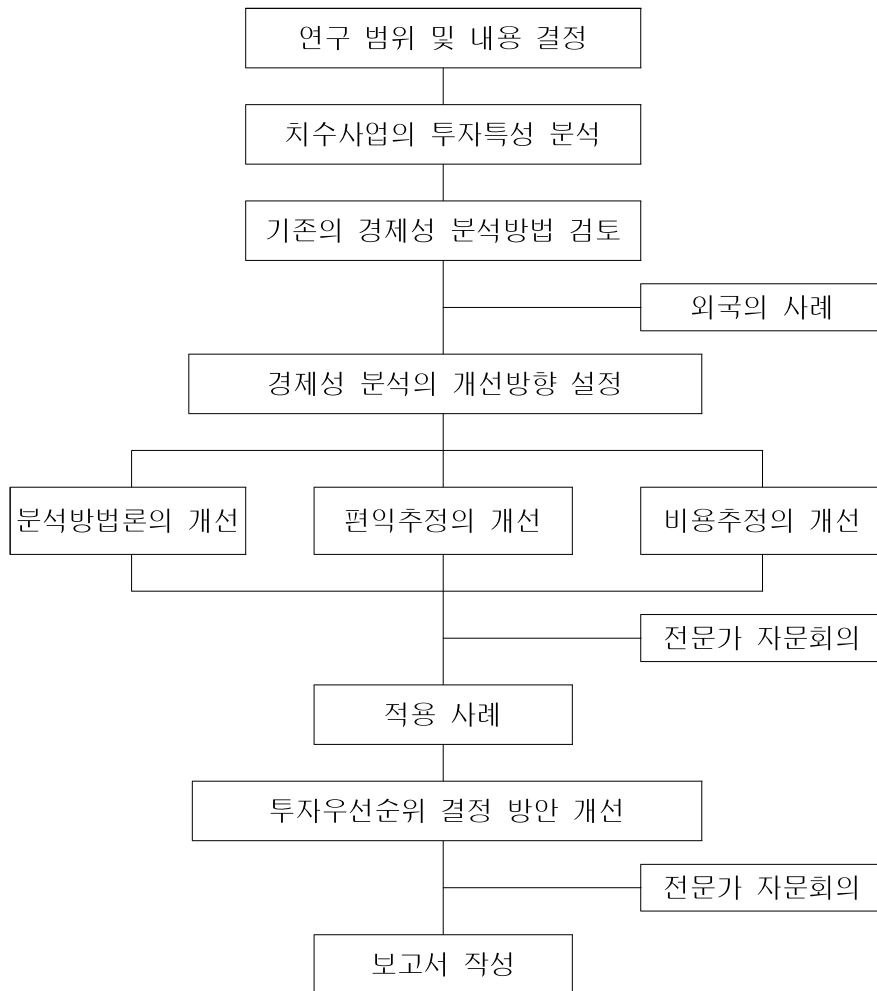 연구 범위 및 내용 결정
치수사업의 투자특성 분석
기존의 경제성 분석방법 검토
외국의 사례
경제성 분석의 개선방향 설정
분석방법론의 개선
편익추정의 개선
비용추정의 개선
전문가 자문회의
적용 사례
투자우선순위 결정 방안 개선
전문가 자문회의
보고서 작성